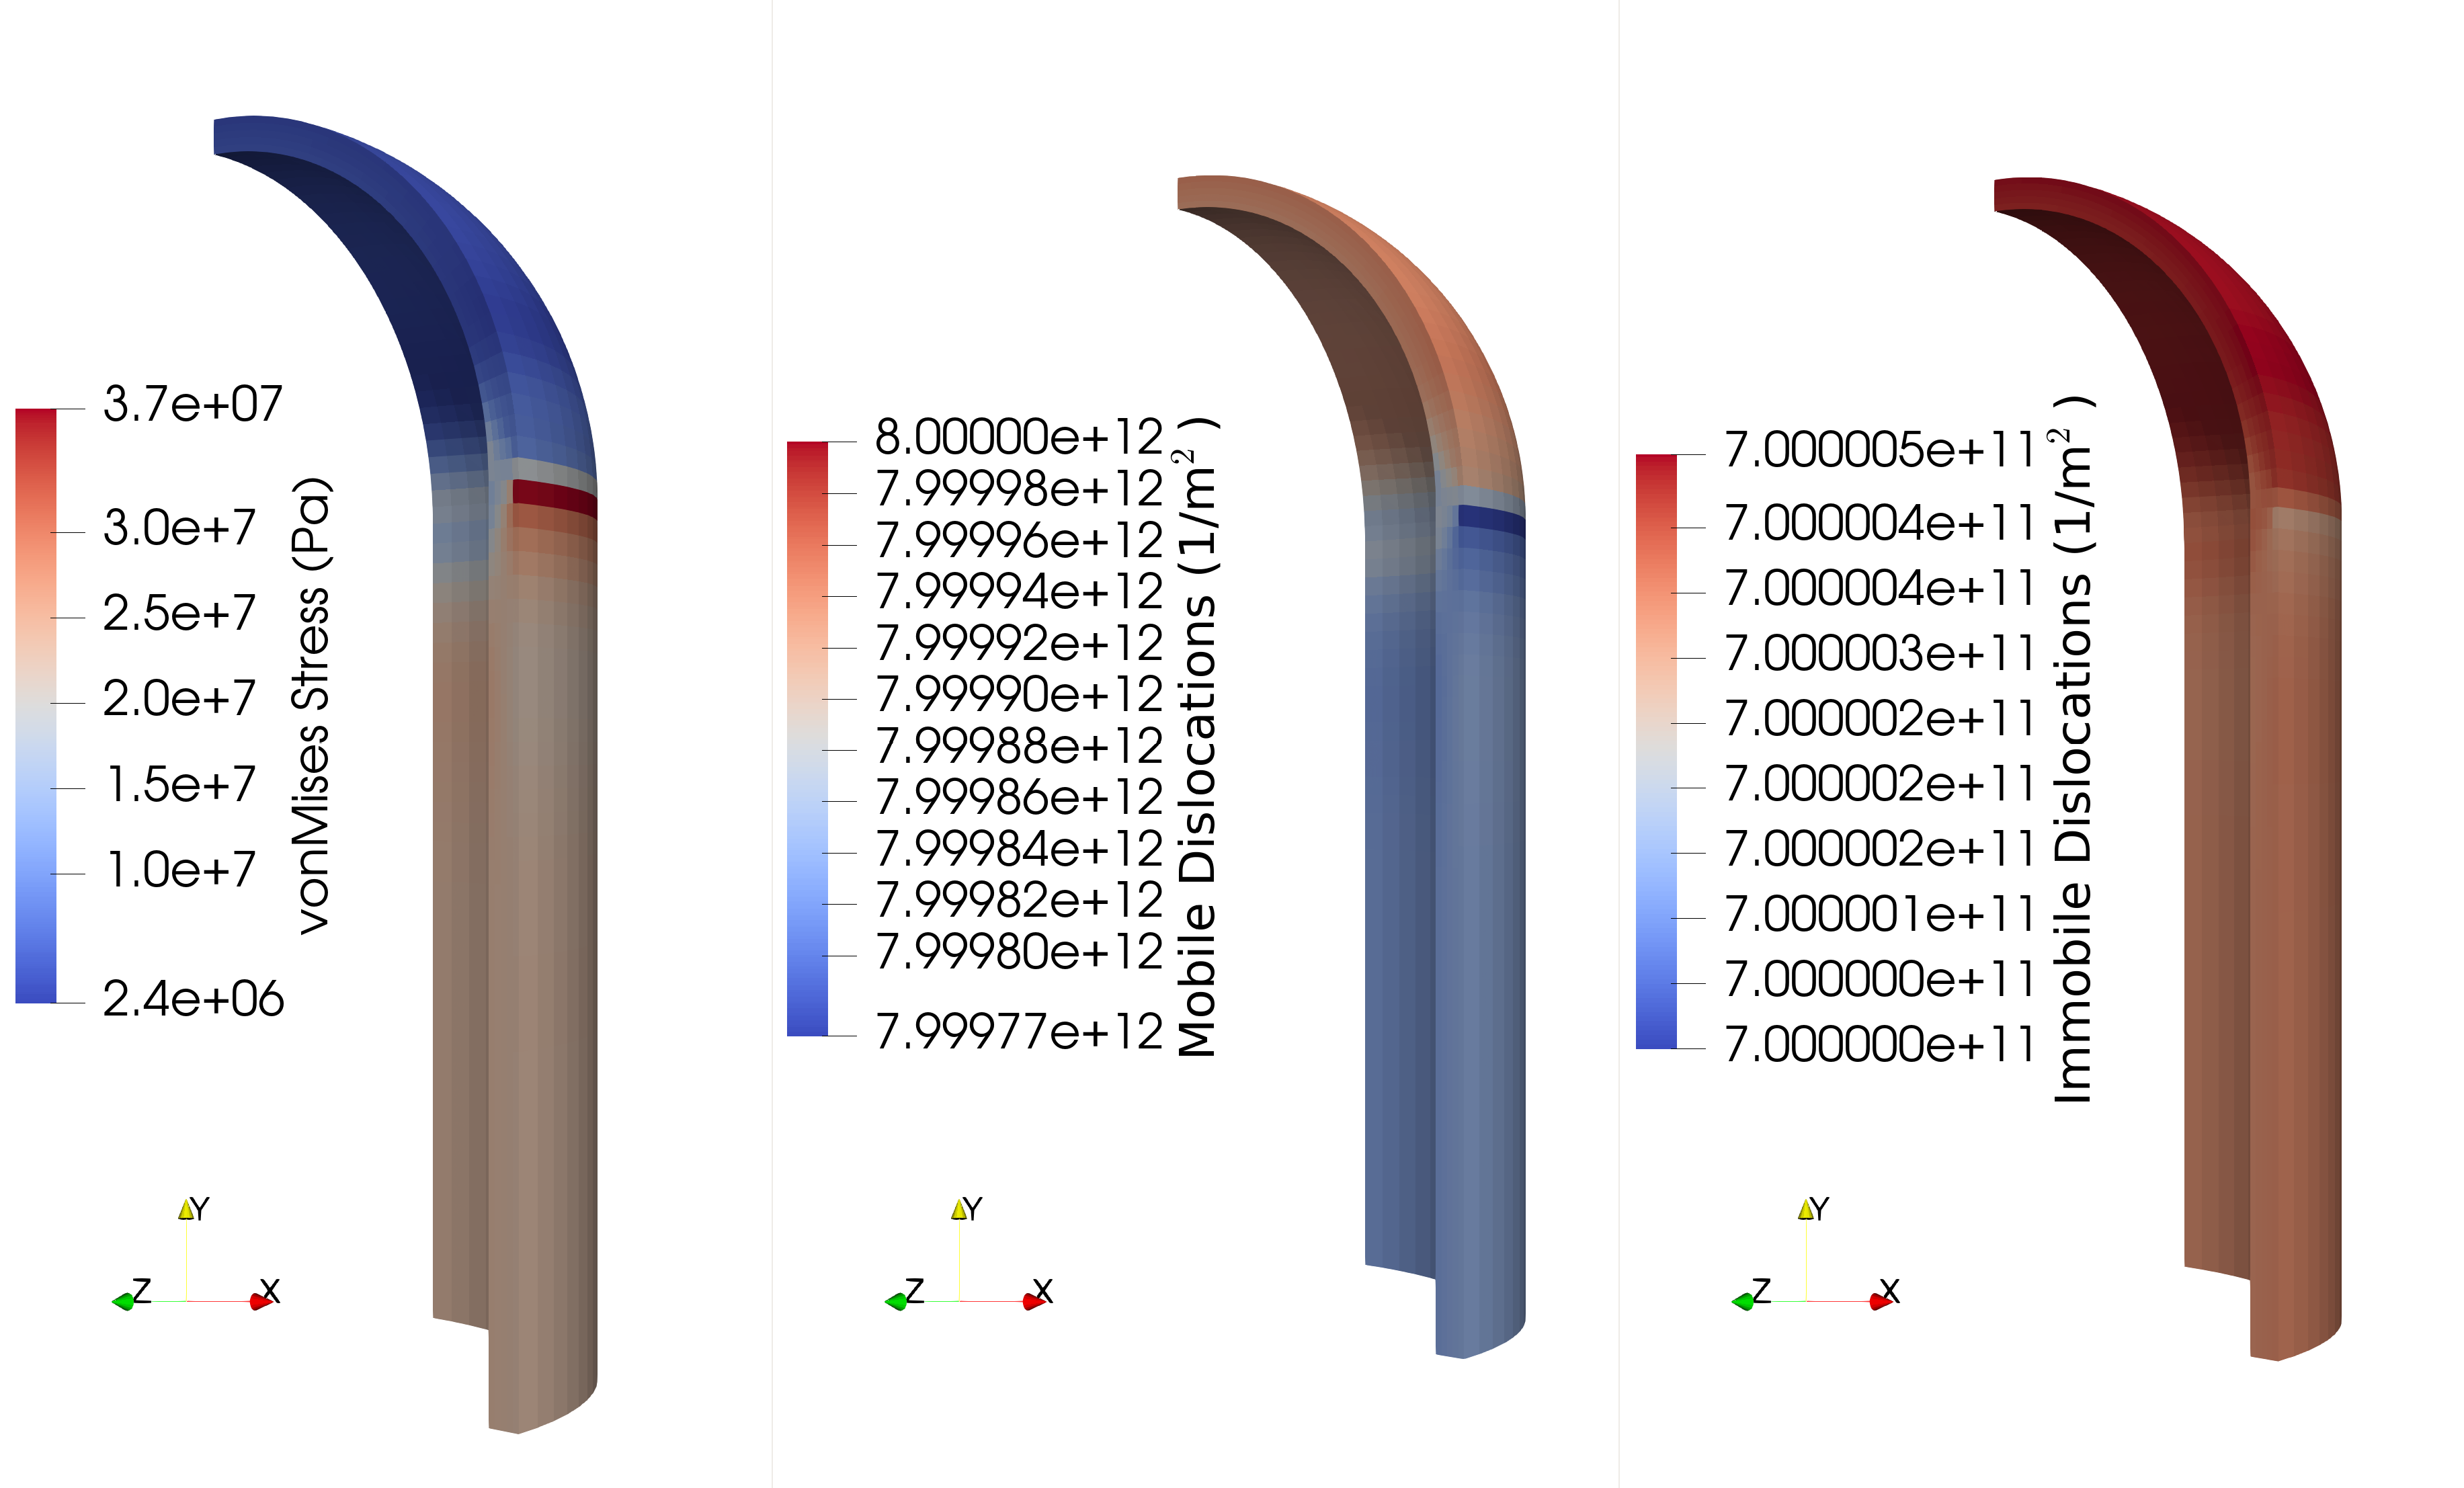 3.7e+07
3.0e+7
2.5e+7
2.0e+7
1.5e+7
1.0e+7
2.4e+06
vonMises Stress (Pa)
Y
Z
X
8.00000e+12
7.99998e+12
7.99996e+12
7.99994e+12
7.99992e+12
7.99990e+12
7.99988e+12
7.99986e+12
7.99984e+12
7.99982e+12
7.99980e+12
7.99977e+12
Mobile Dislocations (1/m²)
Y
Z
X
7.000005e+11
7.000004e+11
7.000004e+11
7.000003e+11
7.000002e+11
7.000002e+11
7.000002e+11
7.000001e+11
7.000000e+11
7.000000e+11
Immobile Dislocations (1/m²)
Y
Z
X